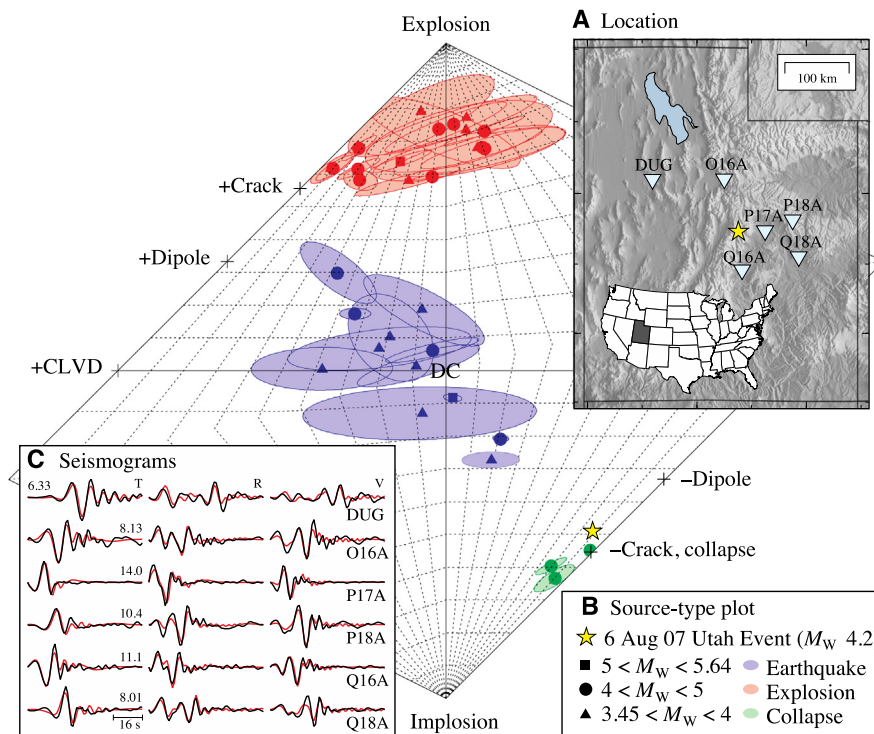 Explosion
+Crack
+Dipole
+CLVD
DC
−Dipole
−Crack, collapse
Implosion
A Location
100 km
DUG
O16A
P17A
P18A
Q18A
Q16A
C Seismograms
6.33 T R V
DUG
8.13
O16A
14.0
P17A
10.4
P18A
11.1
Q16A
8.01
16 s
Q18A
B Source-type plot
6 Aug 07 Utah Event (MW 4.2
5 < MW < 5.64 Earthquake
4 < MW < 5 Explosion
3.45 < MW < 4 Collapse